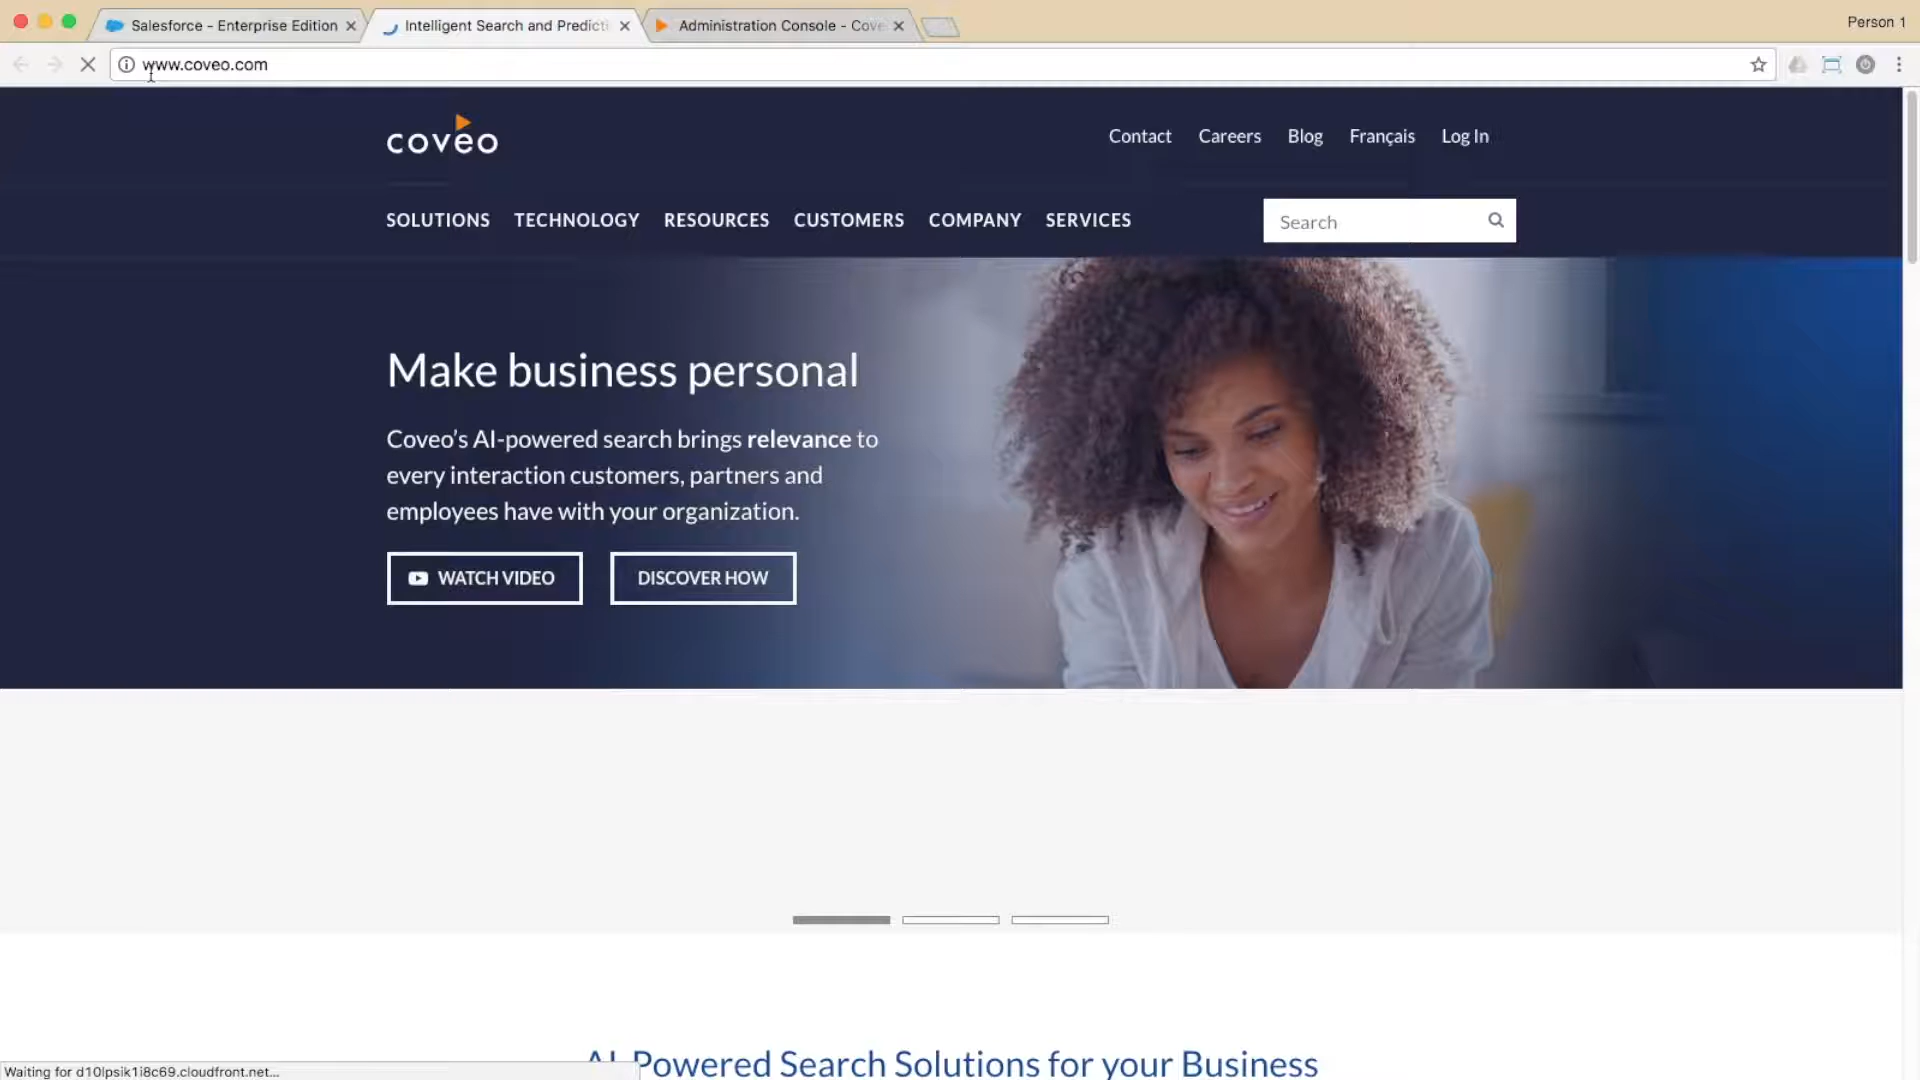 Salesforce - Enterprise Edition
Intelligent Search and Predicti
Administration Console - Cove
Person 1
www.coveo.com
coveo
Contact Careers Blog Français Log In
SOLUTIONS TECHNOLOGY RESOURCES CUSTOMERS COMPANY SERVICES
Search
Make business personal
Coveo’s AI-powered search brings relevance to
every interaction customers, partners and
employees have with your organization.
WATCH VIDEO
DISCOVER HOW
AI-Powered Search Solutions for your Business
Waiting for d10lpsik1i8c69.cloudfront.net...